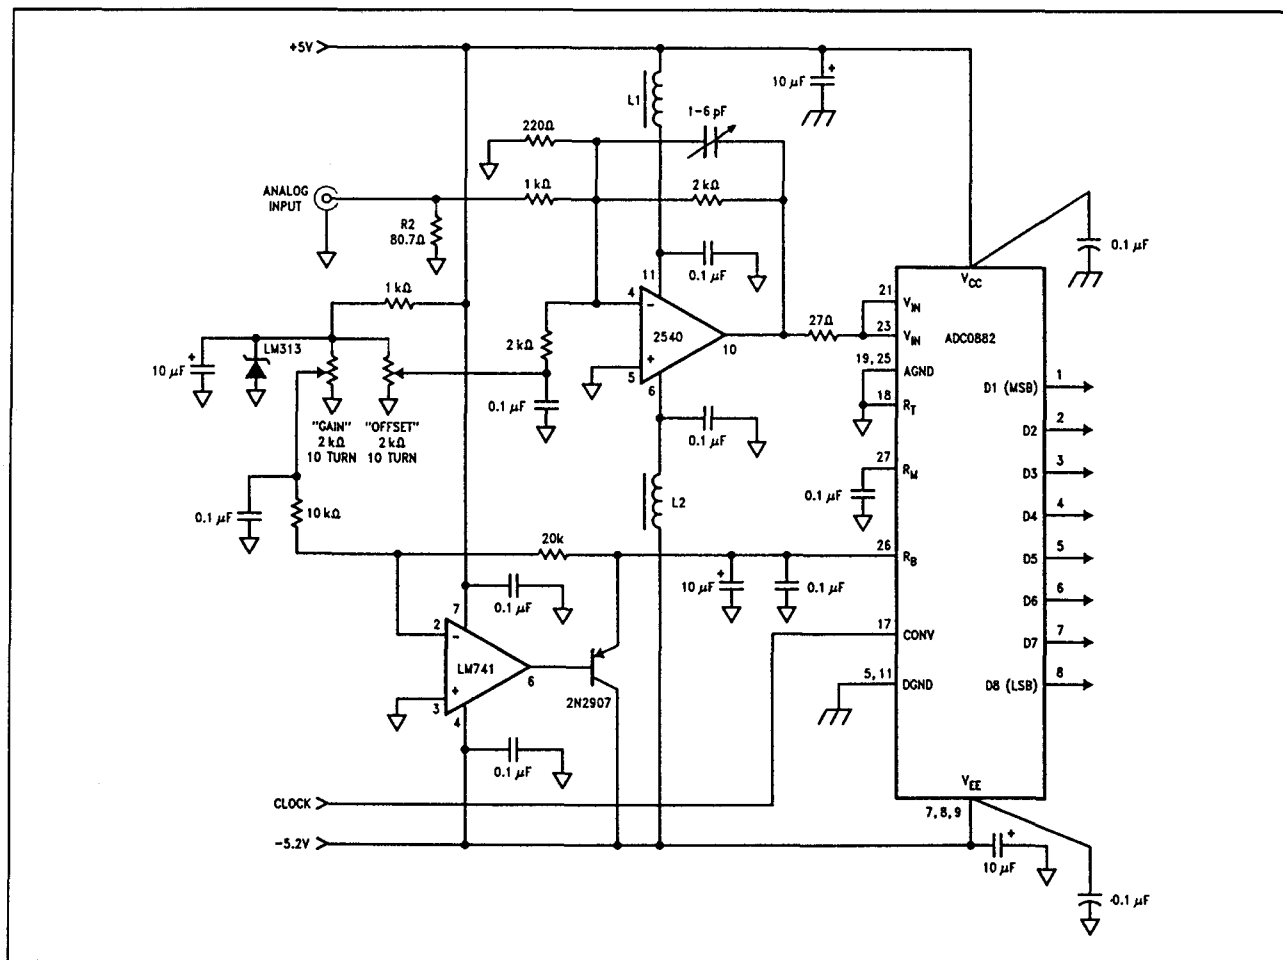 +5V
10 µF
+
L1
1–6 pF
220Ω
ANALOG
INPUT
1 kΩ
2 kΩ
R2
80.7Ω
0.1 µF
0.1 µF
VCC
1 kΩ
11
21
VIN
4
−
2540
10
27Ω
23
VIN
ADC0882
LM313
2 kΩ
+
10 µF
+
5
6
19, 25
AGND
18
RT
D1 (MSB)
1
"GAIN"
2 kΩ
10 TURN
"OFFSET"
2 kΩ
10 TURN
0.1 µF
0.1 µF
D2
2
27
RM
D3
3
0.1 µF
10 kΩ
L2
0.1 µF
D4
4
20k
26
RB
D5
5
+
10 µF
0.1 µF
0.1 µF
D6
6
7
2
−
LM741
6
17
CONV
D7
7
+
3
4
2N2907
5, 11
DGND
D8 (LSB)
8
0.1 µF
VEE
CLOCK
7, 8, 9
−5.2V
+
10 µF
0.1 µF